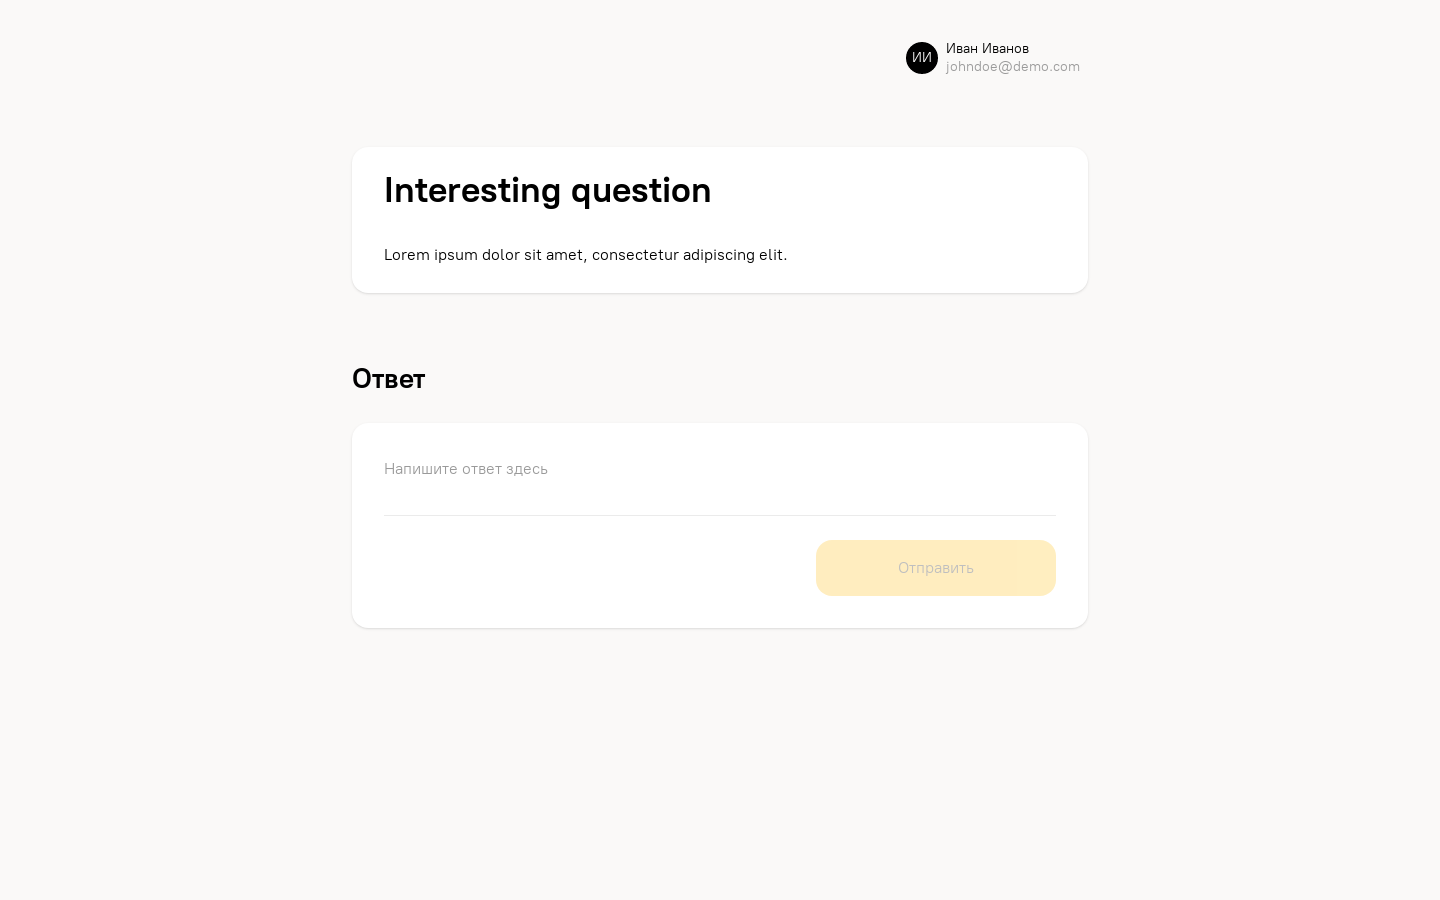 ИИ
Иван Иванов
johndoe@demo.com
Interesting question
Lorem ipsum dolor sit amet, consectetur adipiscing elit.
Ответ
Напишите ответ здесь
Отправить